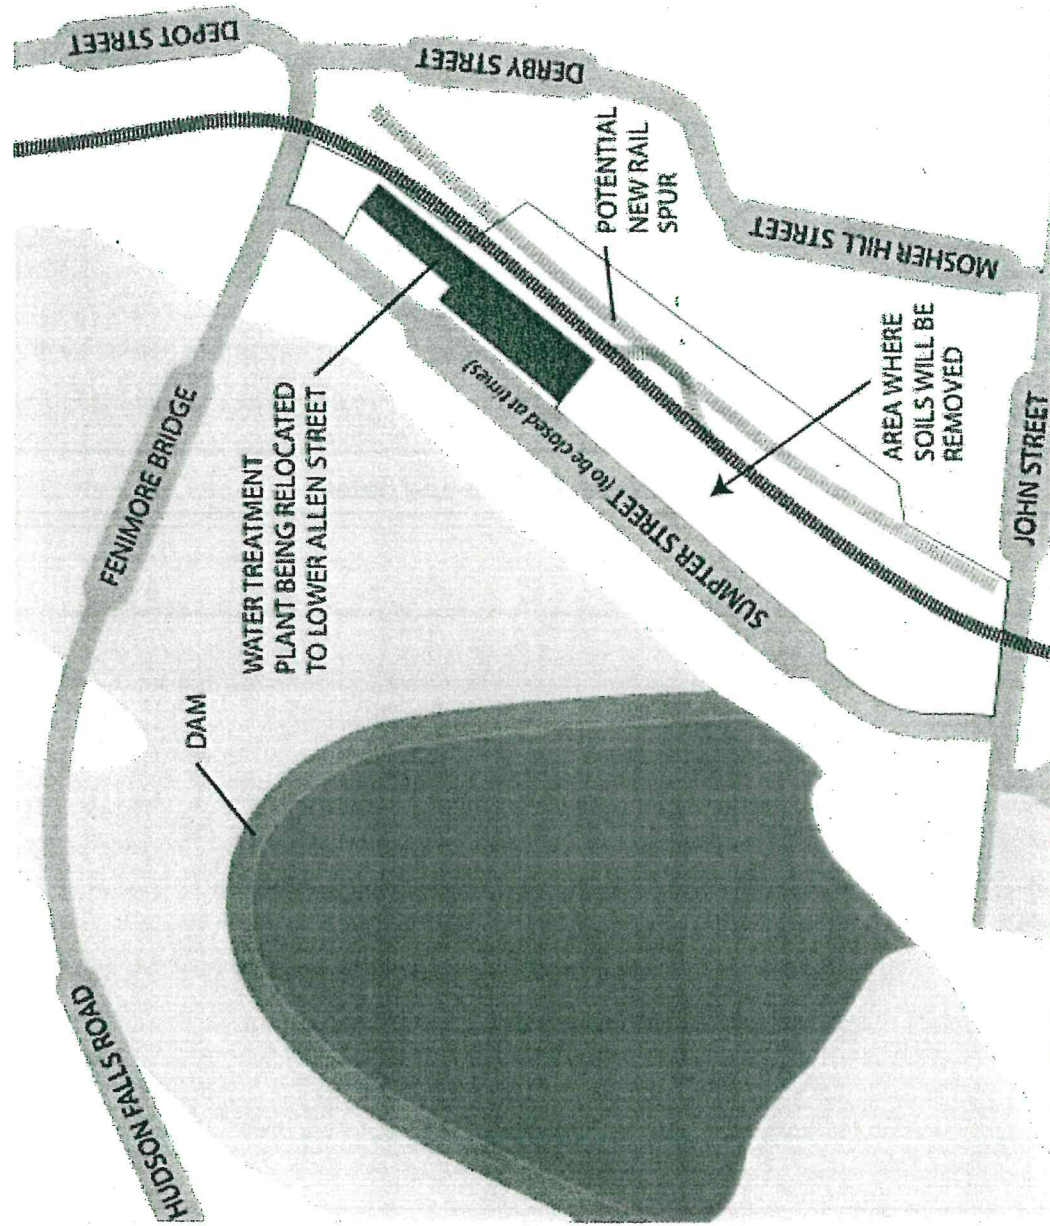 HUDSON FALLS ROAD
FENIMORE BRIDGE
DEPOT STREET
DAM
WATER TREATMENT
PLANT BEING RELOCATED
TO LOWER ALLEN STREET
SUMPTER STREET (to be closed at times)
DERBY STREET
POTENTIAL
NEW RAIL
SPUR
AREA WHERE
SOILS WILL BE
REMOVED
MOSHER HILL STREET
JOHN STREET